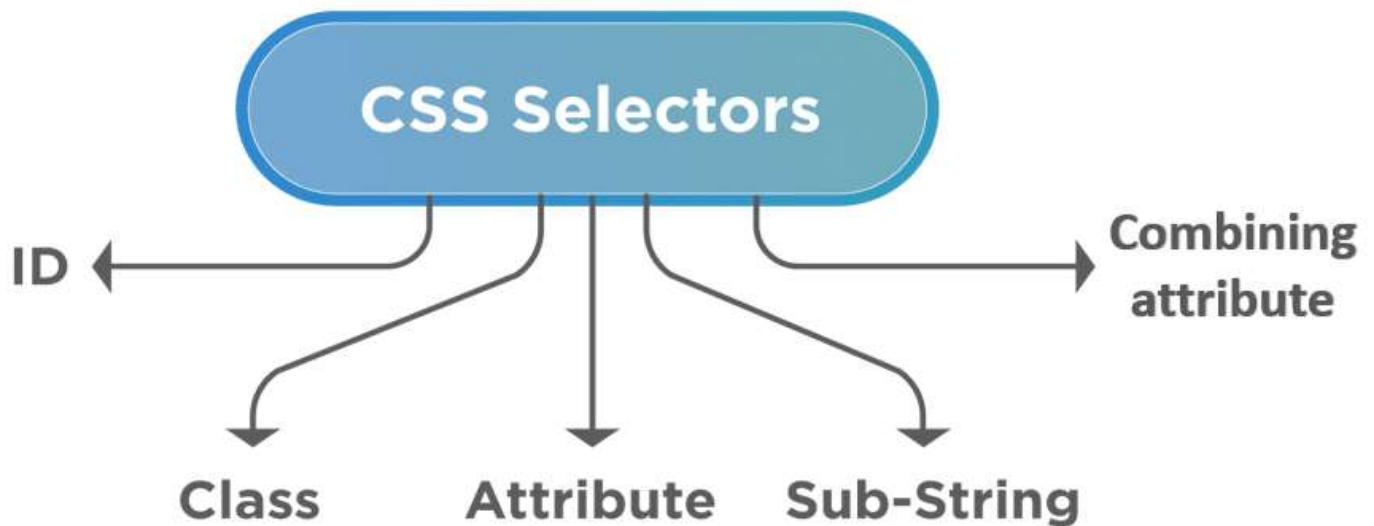 CSS Selectors
ID
Combining
attribute
Class
Attribute
Sub-String